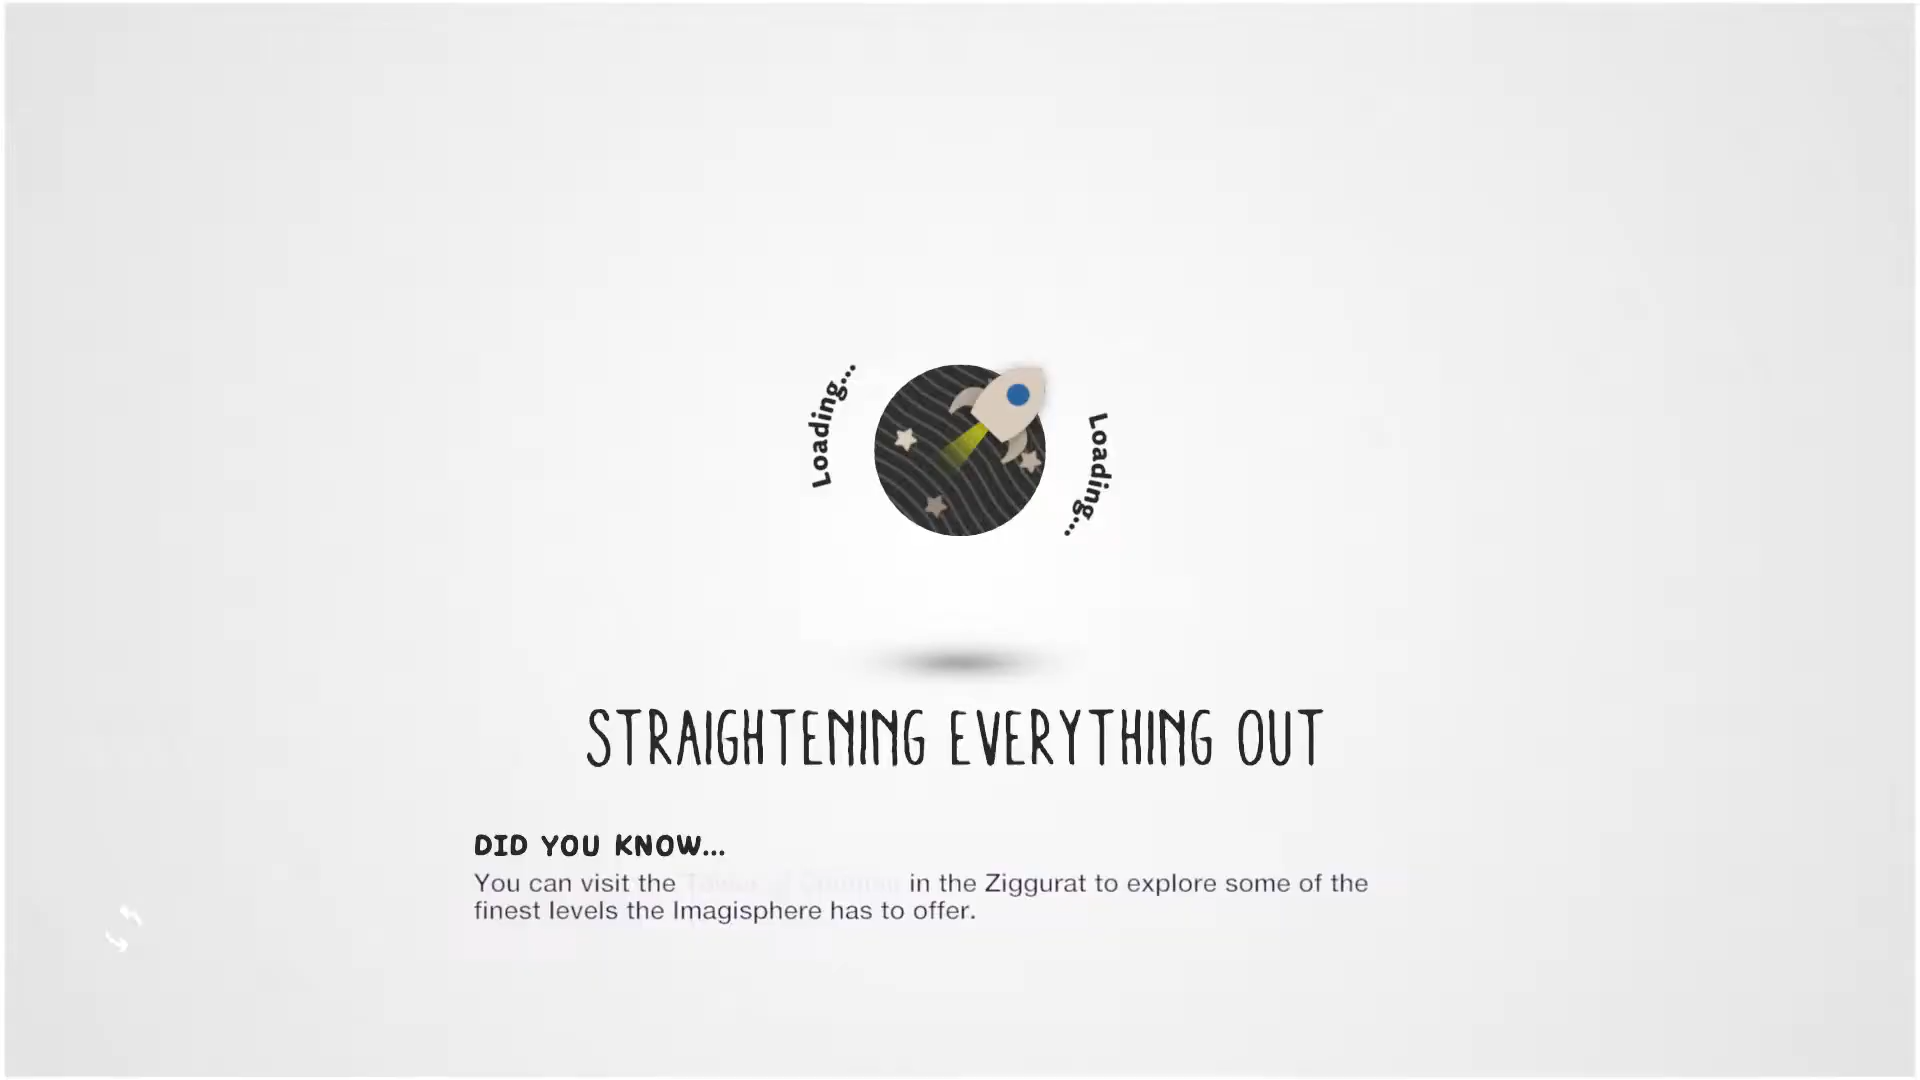 Loading...
Loading...
STRAIGHTENING EVERYTHING OUT
DID YOU KNOW...
You can visit the in the Ziggurat to explore some of the
finest levels the Imagisphere has to offer.